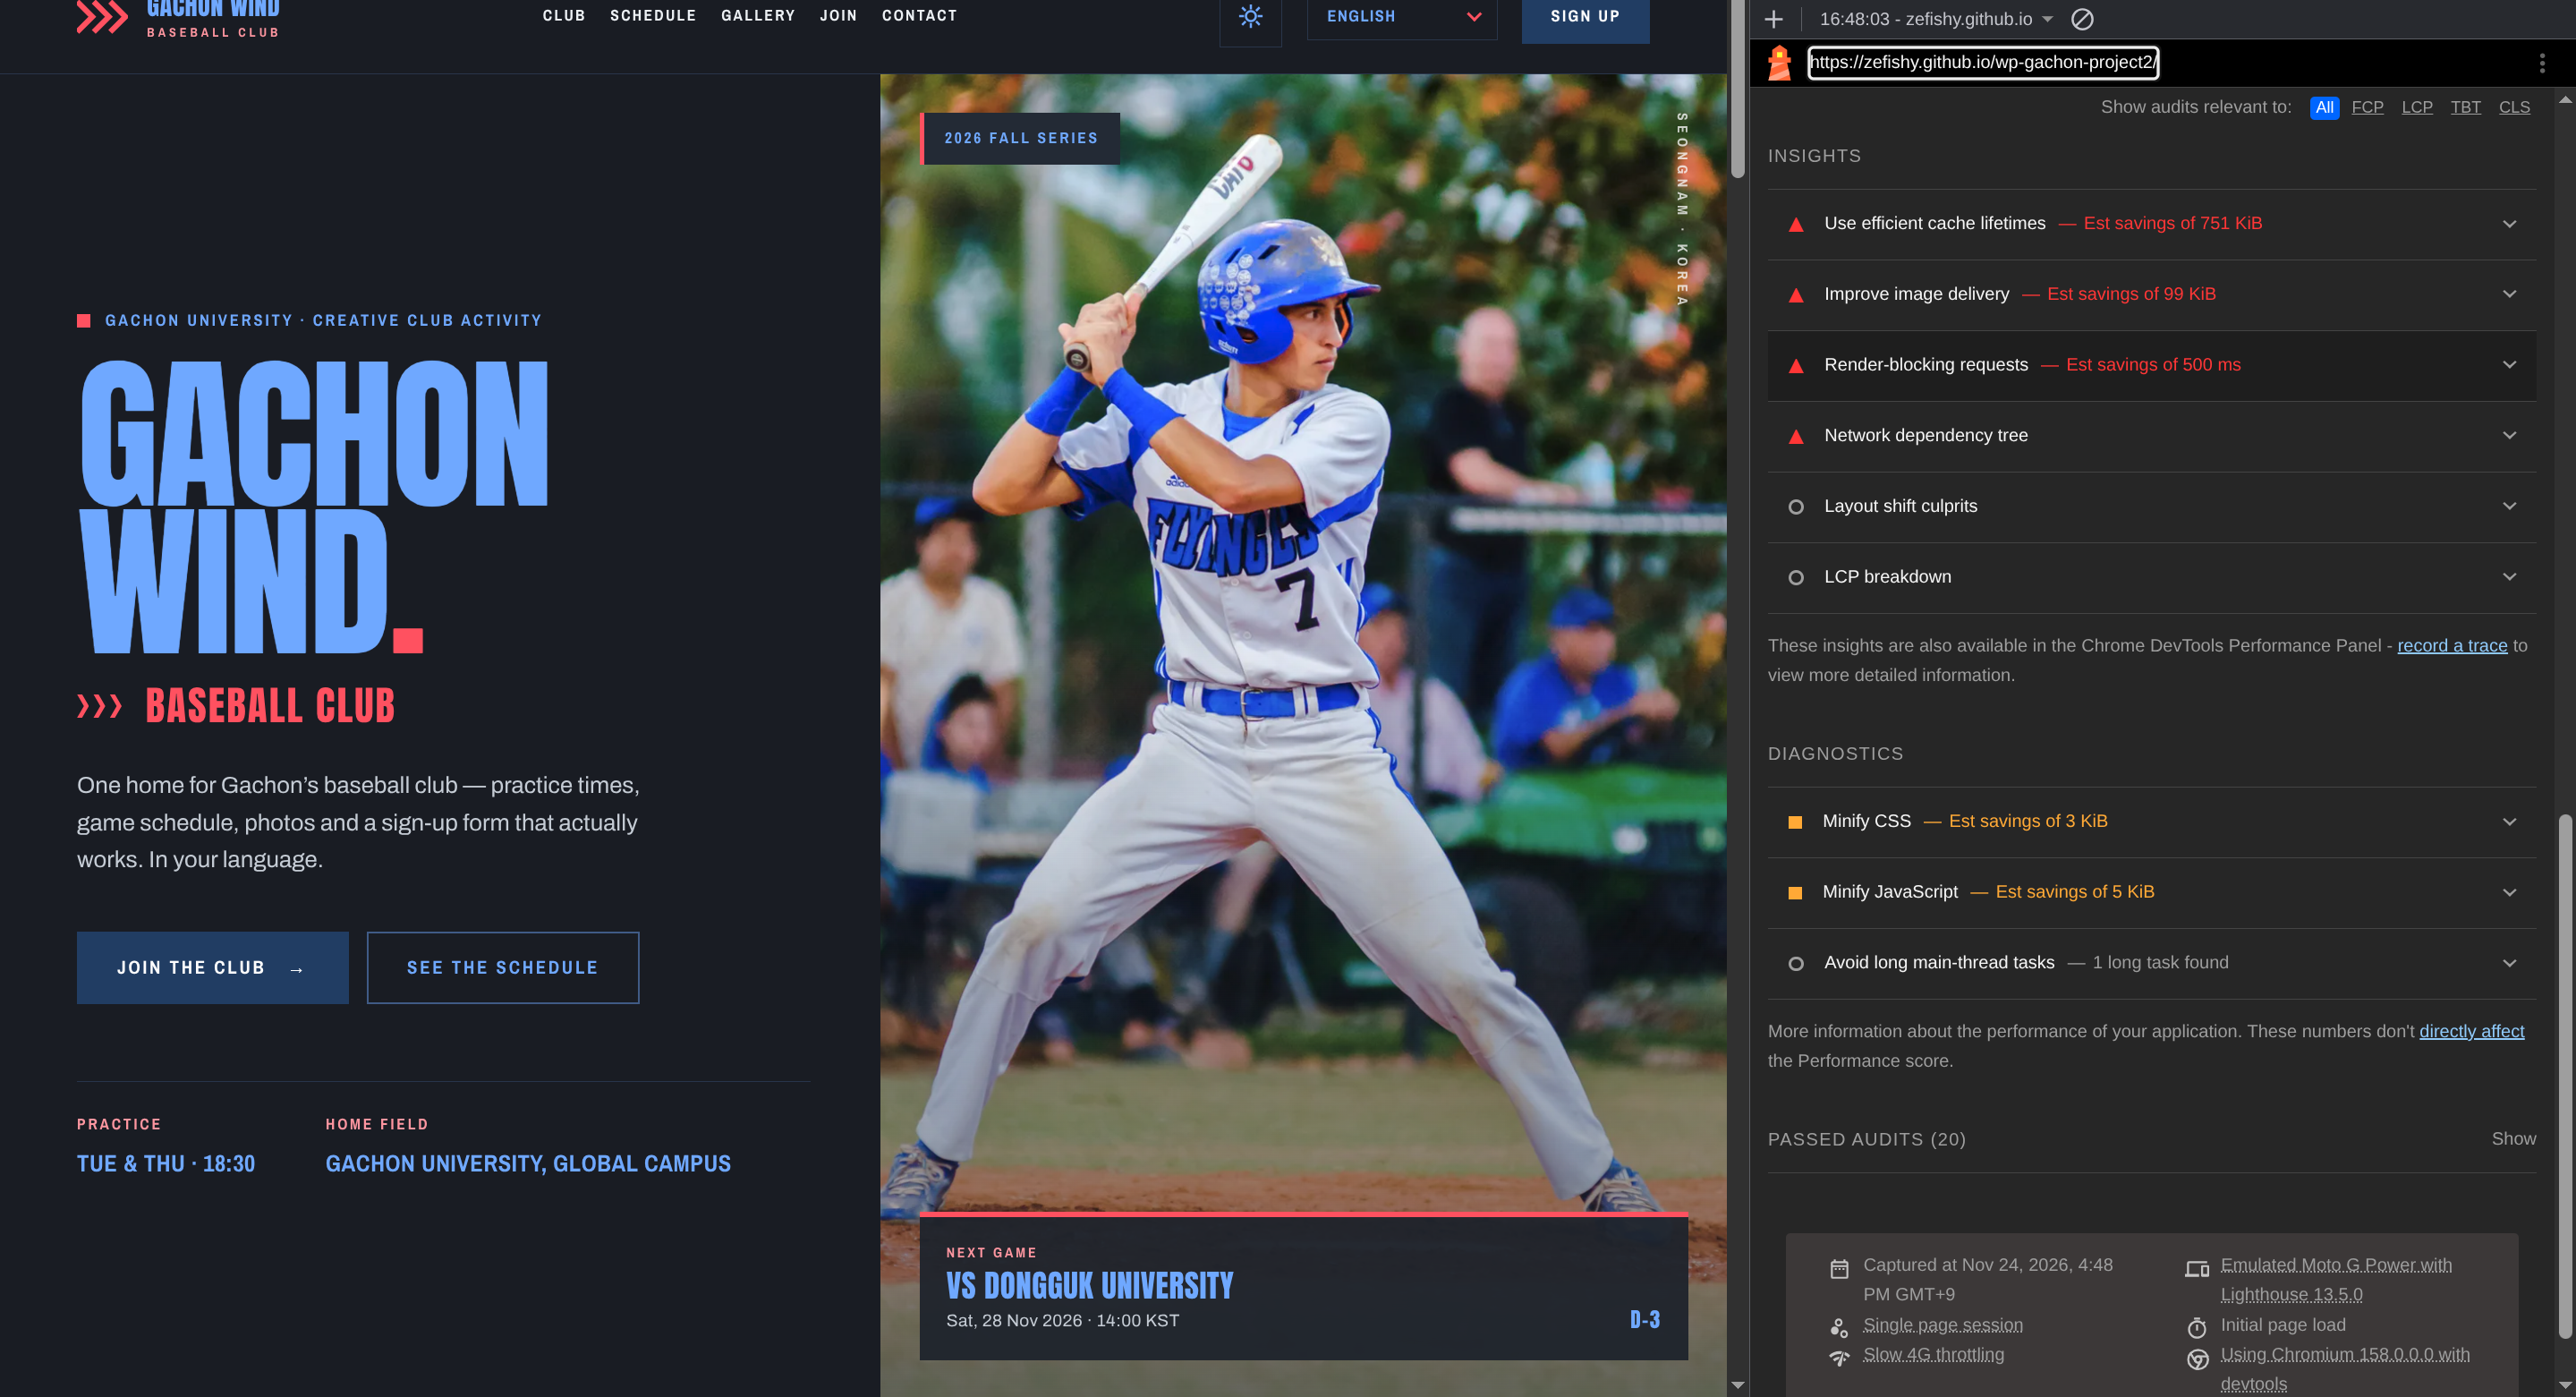 GACHON WIND
BASEBALL CLUB
CLUB SCHEDULE GALLERY JOIN CONTACT
ENGLISH
SIGN UP
GACHON UNIVERSITY · CREATIVE CLUB ACTIVITY
GACHON
WIND.
BASEBALL CLUB
One home for Gachon’s baseball club — practice times,
game schedule, photos and a sign-up form that actually
works. In your language.
JOIN THE CLUB →
SEE THE SCHEDULE
PRACTICE
TUE & THU · 18:30
HOME FIELD
GACHON UNIVERSITY, GLOBAL CAMPUS
2026 FALL SERIES
SEONGNAM · KOREA
adidas
7
NEXT GAME
VS DONGGUK UNIVERSITY
Sat, 28 Nov 2026 · 14:00 KST
D-3
16:48:03 - zefishy.github.io
https://zefishy.github.io/wp-gachon-project2/
Show audits relevant to: All FCP LCP TBT CLS
INSIGHTS
Use efficient cache lifetimes — Est savings of 751 KiB
Improve image delivery — Est savings of 99 KiB
Render-blocking requests — Est savings of 500 ms
Network dependency tree
Layout shift culprits
LCP breakdown
These insights are also available in the Chrome DevTools Performance Panel - record a trace to
view more detailed information.
DIAGNOSTICS
Minify CSS — Est savings of 3 KiB
Minify JavaScript — Est savings of 5 KiB
Avoid long main-thread tasks — 1 long task found
More information about the performance of your application. These numbers don't directly affect
the Performance score.
PASSED AUDITS (20)
Show
Captured at Nov 24, 2026, 4:48
PM GMT+9
Emulated Moto G Power with
Lighthouse 13.5.0
Single page session
Initial page load
Slow 4G throttling
Using Chromium 158.0.0.0 with
devtools